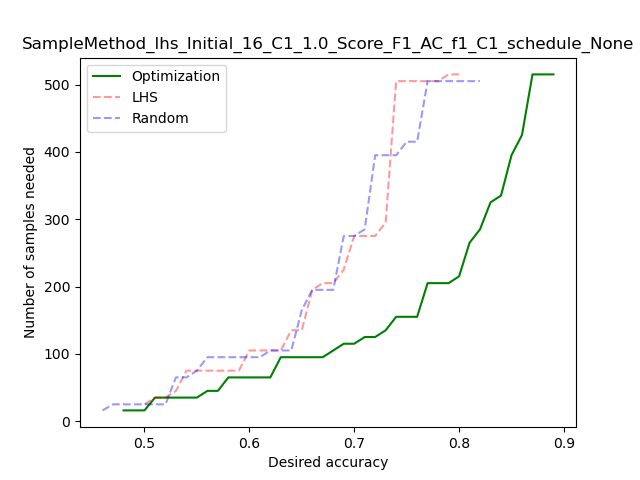 SampleMethod_lhs_Initial_16_C1_1.0_Score_F1_AC_f1_C1_schedule_None
Optimization
LHS
Random
Number of samples needed
500
400
300
200
100
0
0.5 0.6 0.7 0.8 0.9
Desired accuracy